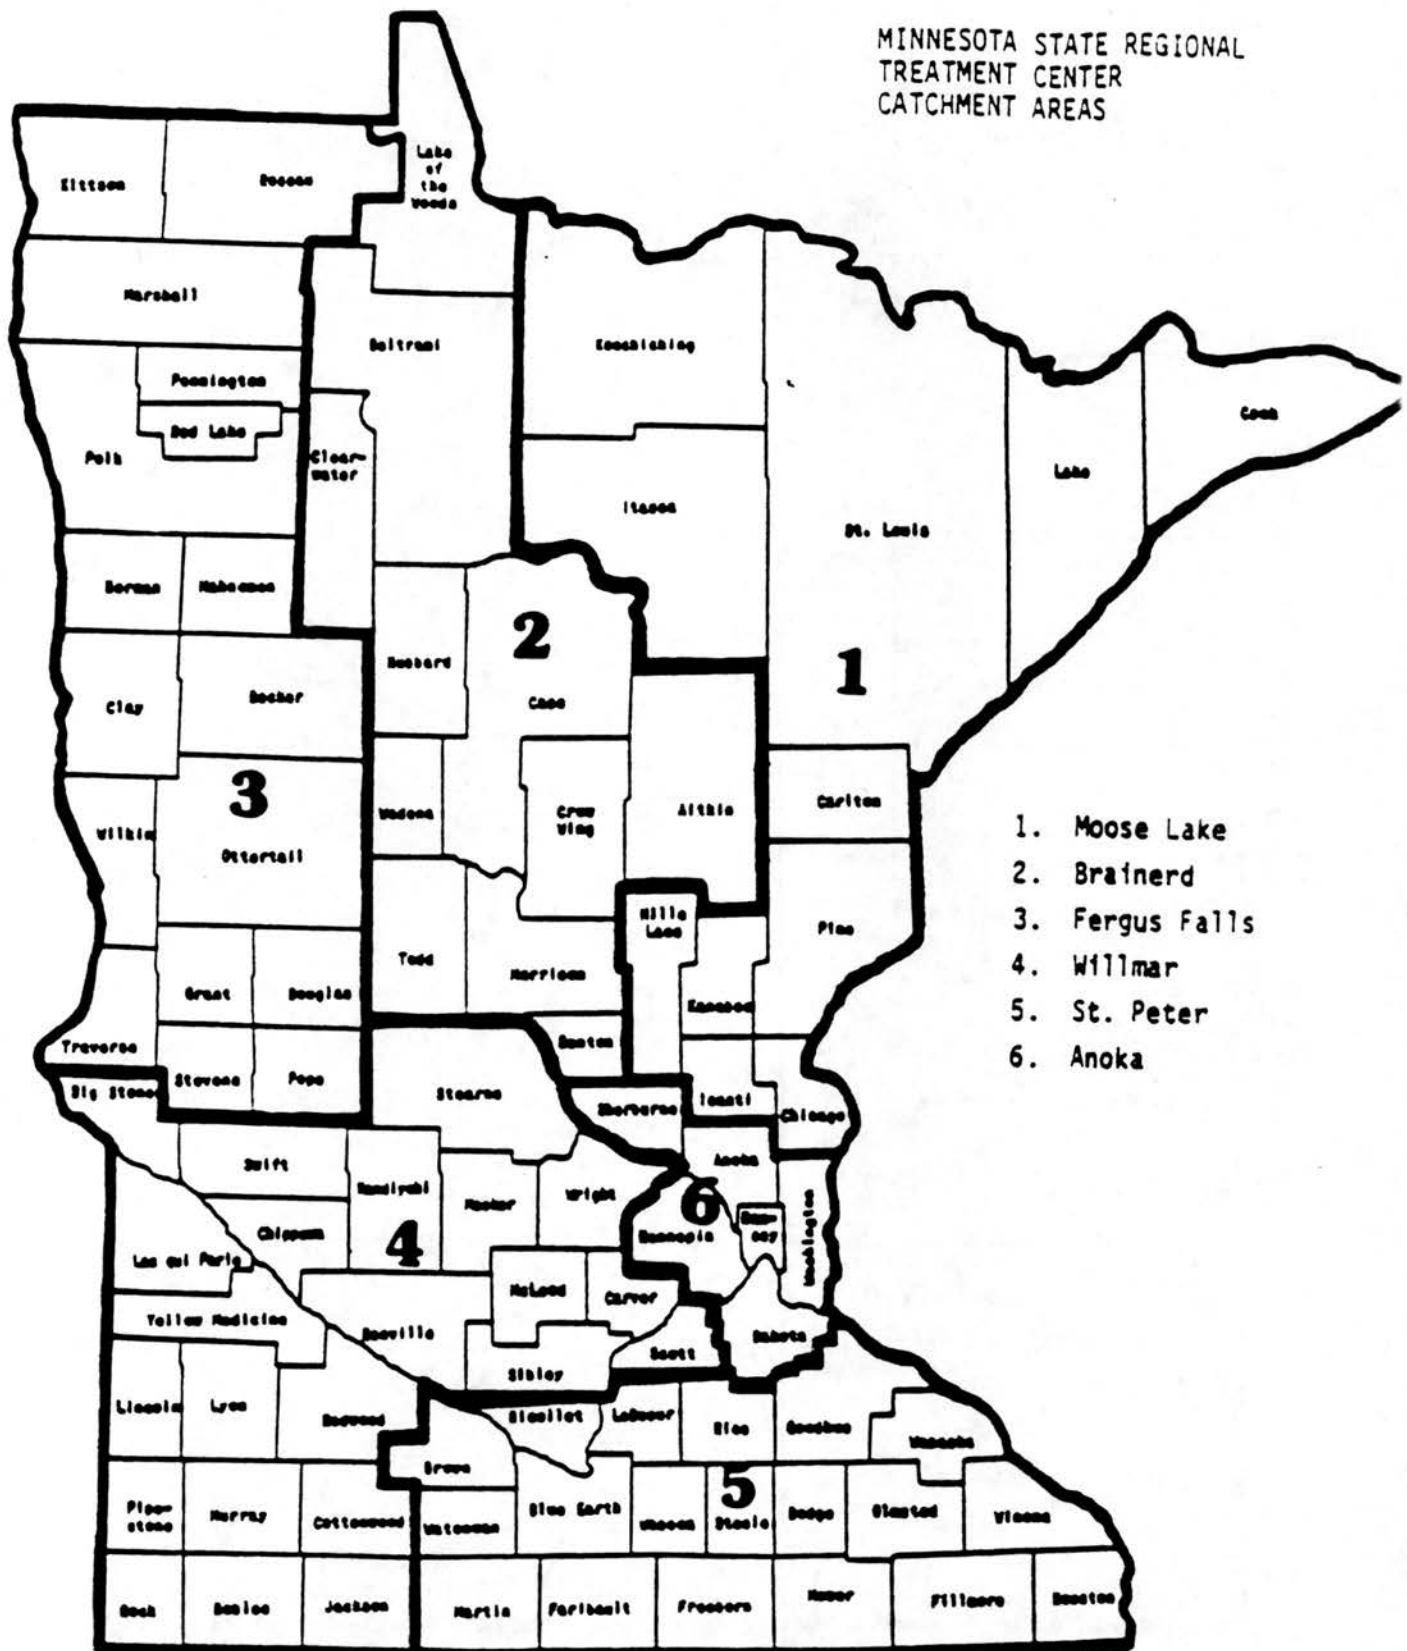 MINNESOTA STATE REGIONAL
TREATMENT CENTER
CATCHMENT AREAS
Kittson
Roseau
Lake
of
the
Woods
Marshall
Beltrami
Koochiching
Pennington
Red Lake
Polk
Clear-
water
Cook
Lake
Itasca
St. Louis
Norman
Mahnomen
2
1
Hubbard
Cass
Clay
Becker
3
Wadena
Crow
Wing
Aitkin
Carlton
Wilkin
Ottertail
Mille
Lacs
Pine
Todd
Morrison
Grant
Douglas
Kanabec
Traverse
Stevens
Pope
Benton
Big Stone
Stearns
Sherburne
Isanti
Chisago
Swift
Kandiyohi
Meeker
Wright
Anoka
6
Hennepin
Ram-
sey
Washington
Chippewa
4
Lac qui Parle
McLeod
Carver
Yellow Medicine
Renville
Sibley
Scott
Dakota
Lincoln
Lyon
Redwood
Nicollet
LeSueur
Rice
Goodhue
Wabasha
Brown
5
Pipe-
stone
Murray
Cottonwood
Watonwan
Blue Earth
Waseca
Steele
Dodge
Olmsted
Winona
Rock
Nobles
Jackson
Martin
Faribault
Freeborn
Mower
Fillmore
Houston
1. Moose Lake
2. Brainerd
3. Fergus Falls
4. Willmar
5. St. Peter
6. Anoka